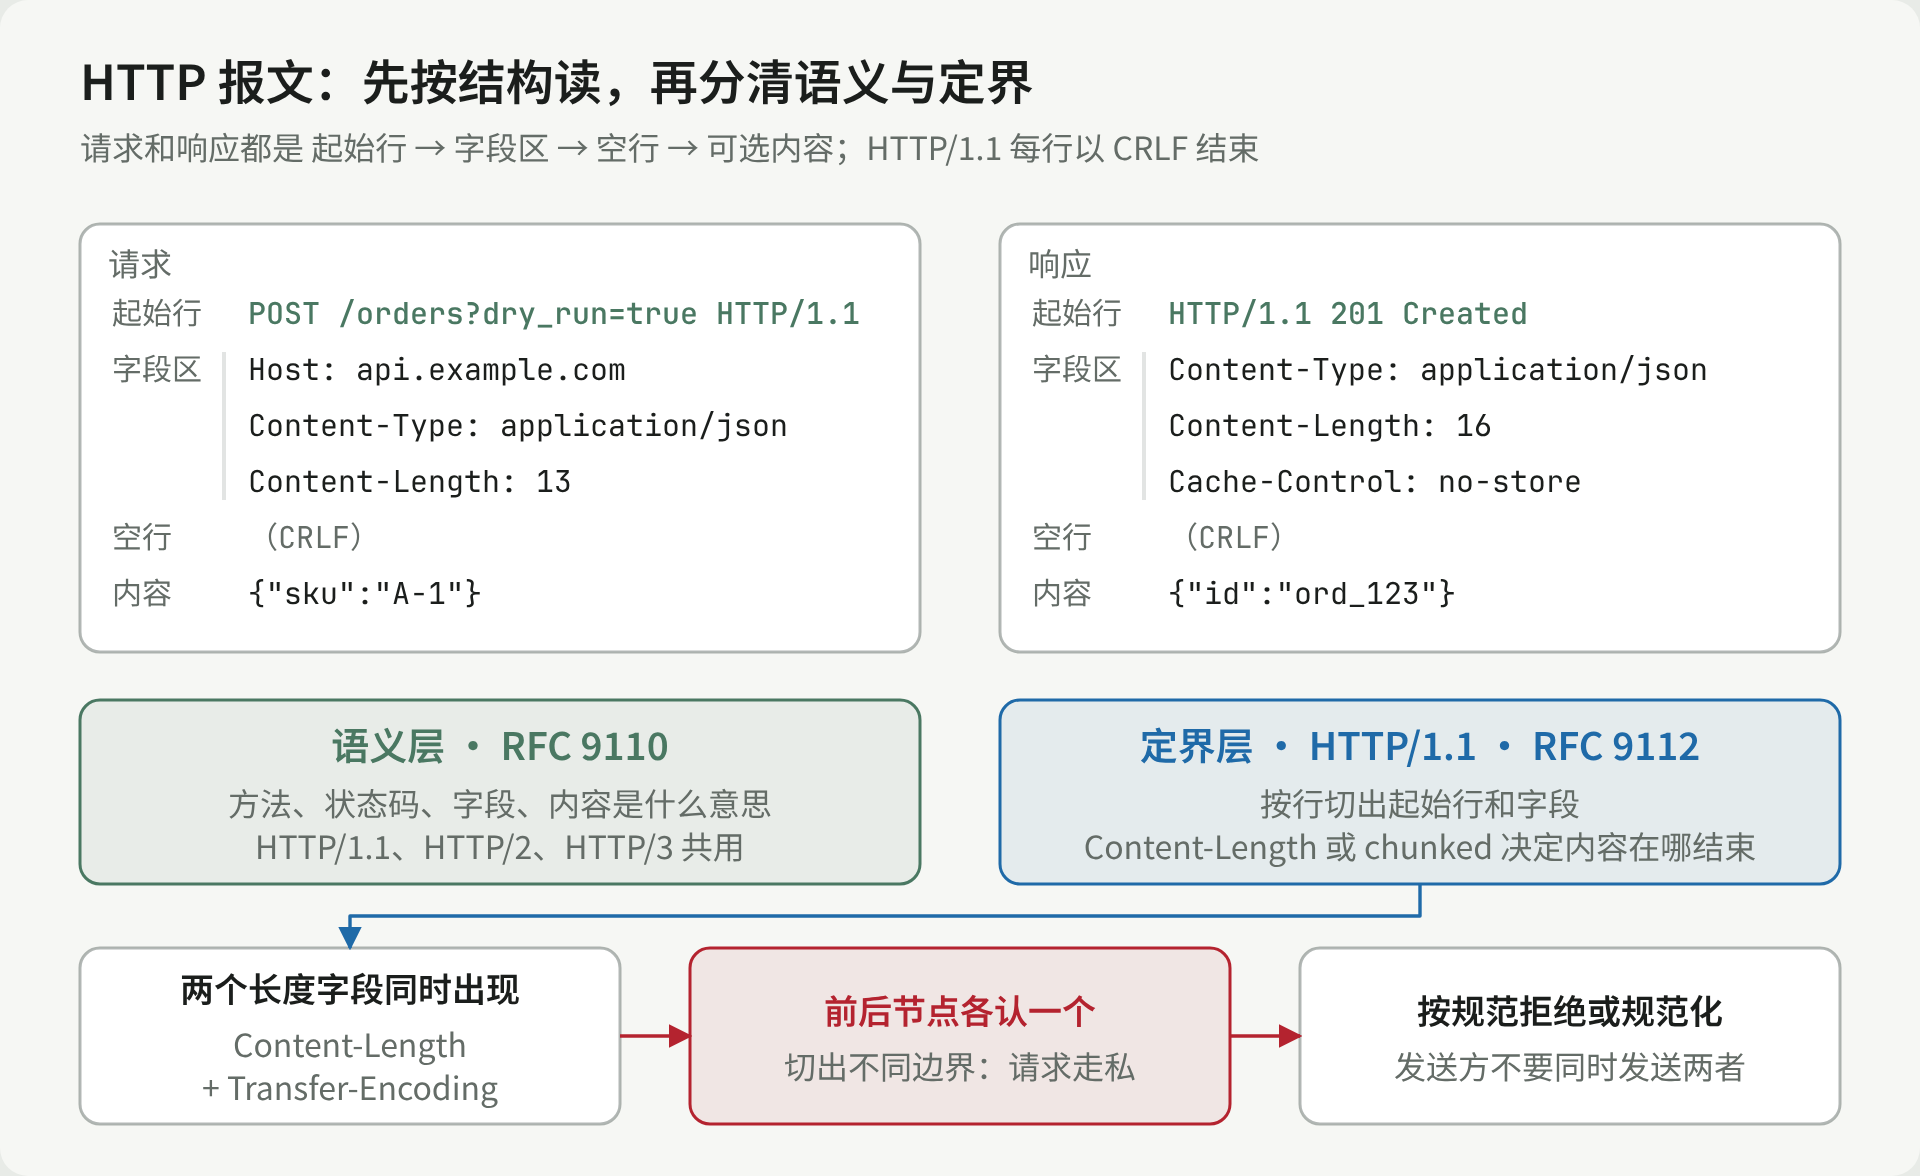 HTTP 报文：先按结构读，再分清语义与定界
请求和响应都是 起始行 → 字段区 → 空行 → 可选内容；HTTP/1.1 每行以 CRLF 结束
请求
起始行 POST /orders?dry_run=true HTTP/1.1
字段区 Host: api.example.com
Content-Type: application/json
Content-Length: 13
空行 （CRLF）
内容 {"sku":"A-1"}
响应
起始行 HTTP/1.1 201 Created
字段区 Content-Type: application/json
Content-Length: 16
Cache-Control: no-store
空行 （CRLF）
内容 {"id":"ord_123"}
语义层 · RFC 9110
方法、状态码、字段、内容是什么意思
HTTP/1.1、HTTP/2、HTTP/3 共用
定界层 · HTTP/1.1 · RFC 9112
按行切出起始行和字段
Content-Length 或 chunked 决定内容在哪结束
两个长度字段同时出现
Content-Length
+ Transfer-Encoding
前后节点各认一个
切出不同边界：请求走私
按规范拒绝或规范化
发送方不要同时发送两者